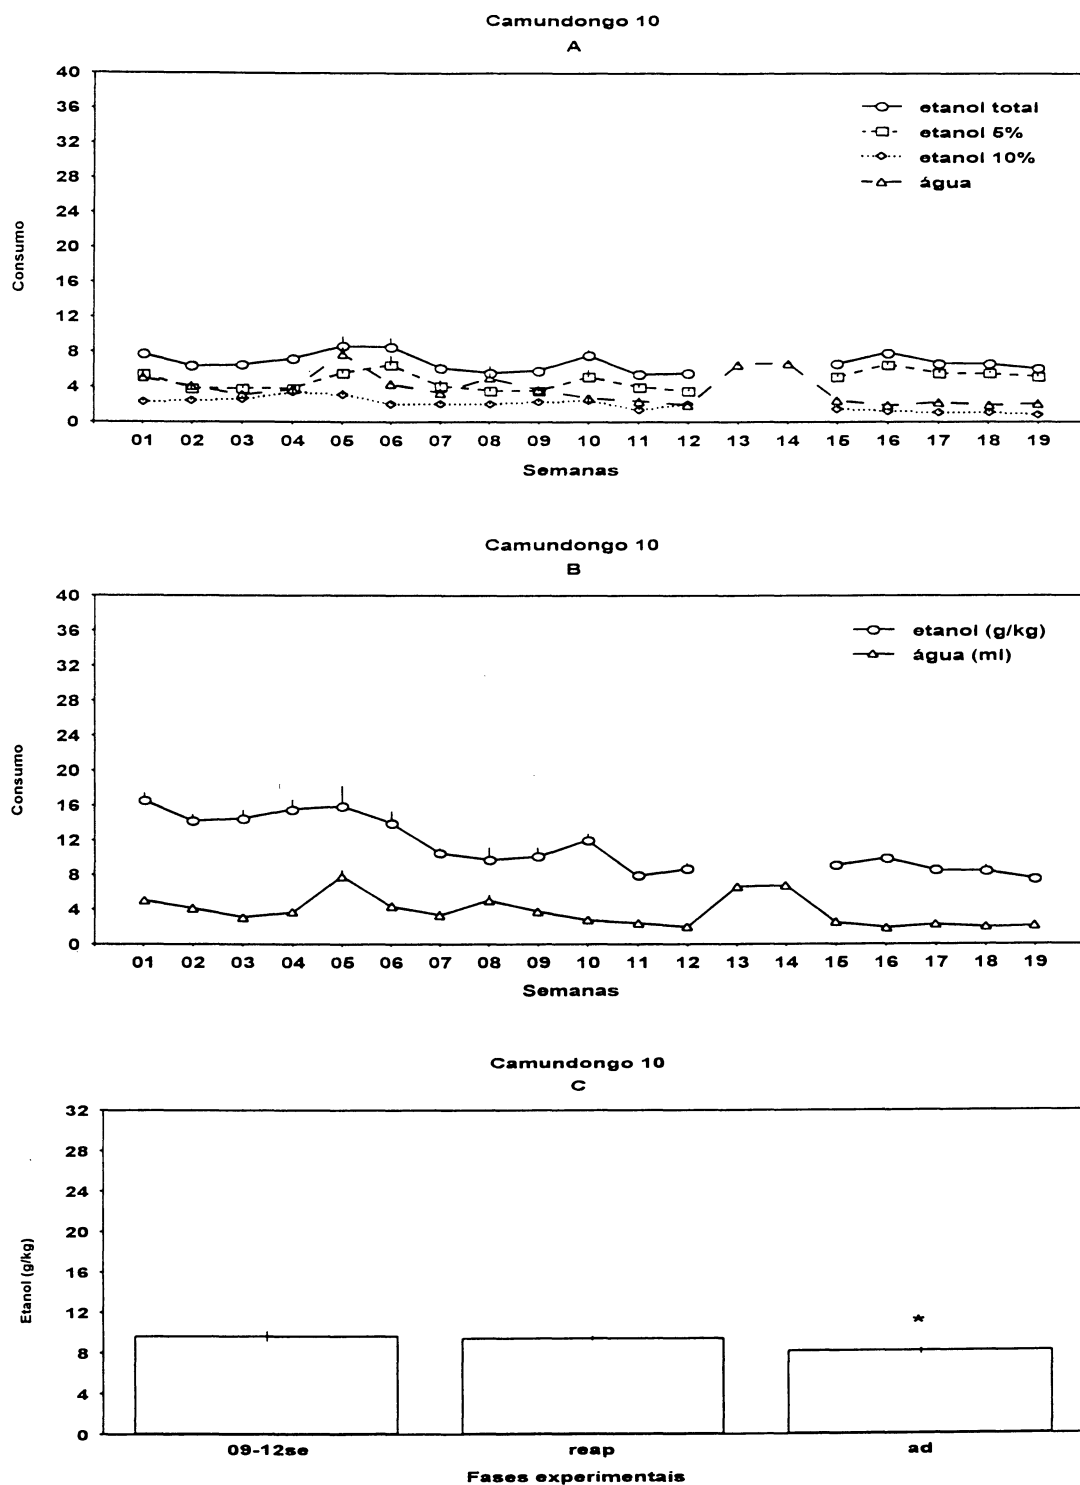 Camundongo 10
A
40
36
32
28
24
20
16
12
8
4
0
Consumo
etanol total
etanol 5%
etanol 10%
água
01 02 03 04 05 06 07 08 09 10 11 12 13 14 15 16 17 18 19
Semanas
Camundongo 10
B
40
36
32
28
24
20
16
12
8
4
0
Consumo
etanol (g/kg)
água (ml)
01 02 03 04 05 06 07 08 09 10 11 12 13 14 15 16 17 18 19
Semanas
Camundongo 10
C
32
28
24
20
16
12
8
4
0
Etanol (g/kg)
*
09-12se reap ad
Fases experimentais